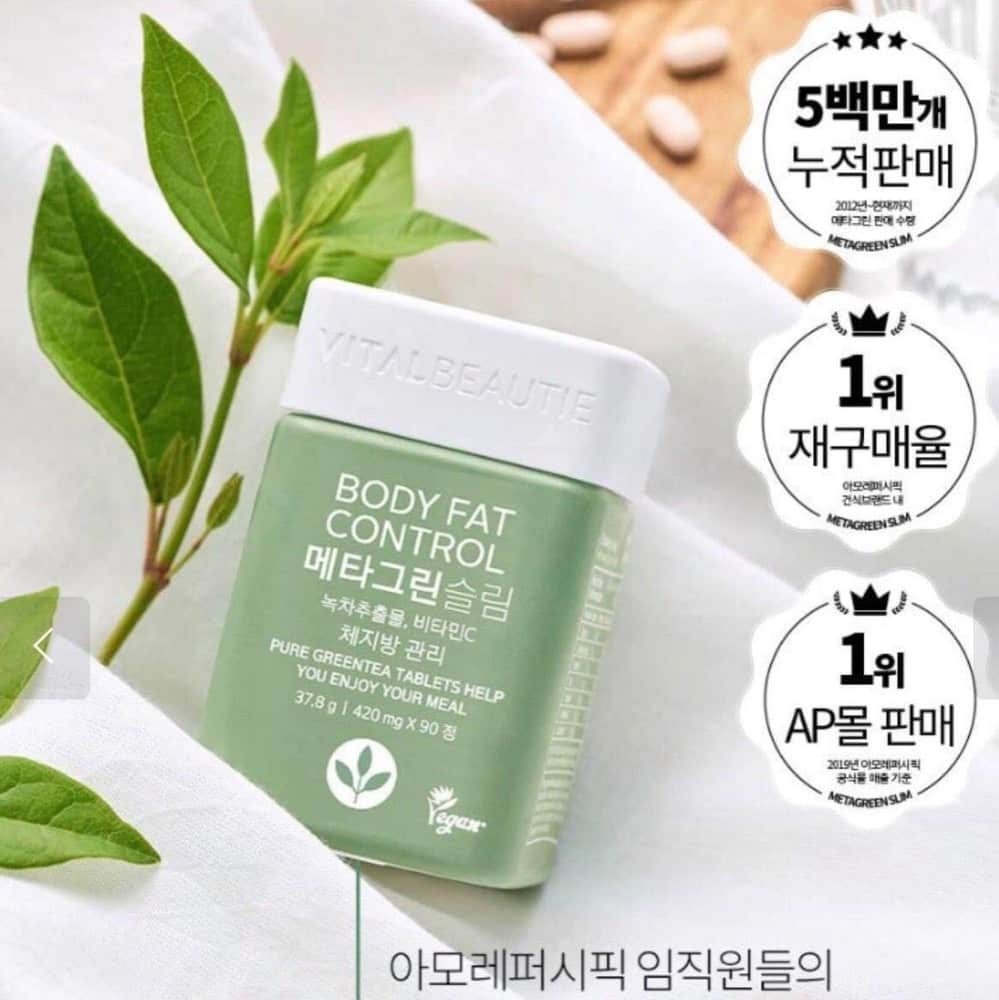 VITALBEAUTIE
BODY FAT
CONTROL
메타그린슬림
녹차추출물, 비타민C
체지방 관리
PURE GREENTEA TABLETS HELP
YOU ENJOY YOUR MEAL
37.8 g | 420 mg X 90 정
Vegan
5백만개
누적판매
2012년~현재까지
메타그린 판매 수량
METAGREEN SLIM
1위
재구매율
아모레퍼시픽
건식브랜드 내
METAGREEN SLIM
1위
AP몰 판매
2019년 아모레퍼시픽
공식몰 매출 기준
METAGREEN SLIM
아모레퍼시픽 임직원들의